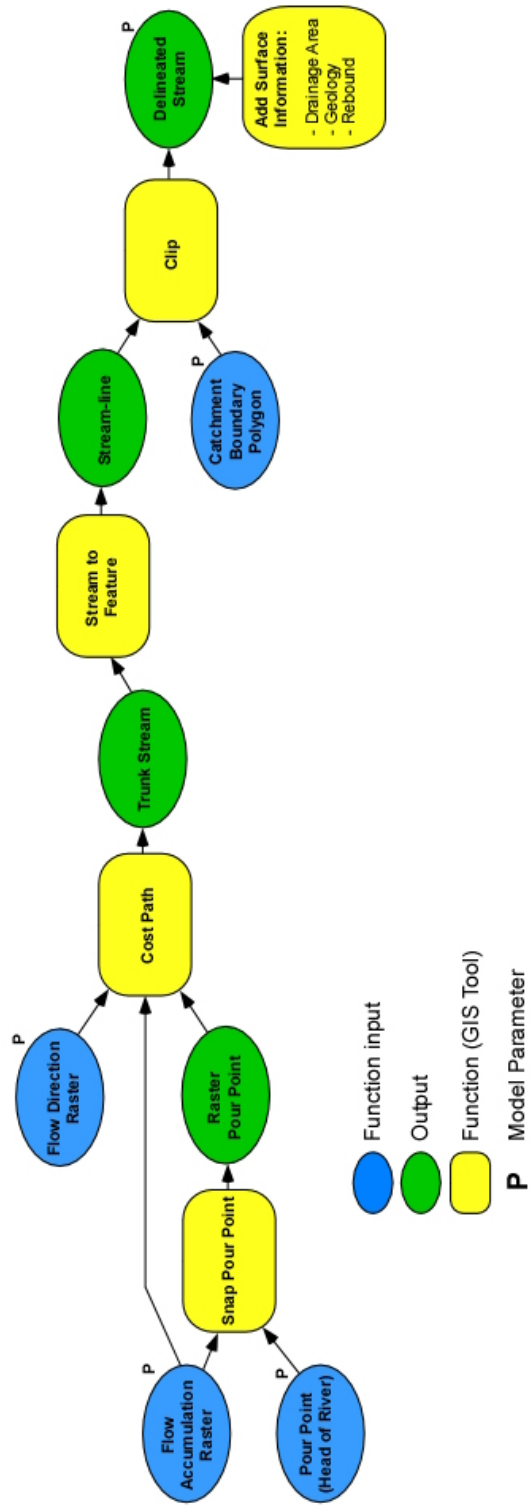 P
Flow
Accumulation
Raster
P
Pour Point
(Head of River)
Snap Pour Point
Raster
Pour Point
P
Flow Direction
Raster
Cost Path
Trunk Stream
Stream to
Feature
Stream-line
P
Catchment
Boundary
Polygon
Clip
P
Delineated
Stream
Add Surface
Information:
- Drainage Area
- Geology
- Rebound
Function input
Output
Function (GIS Tool)
P Model Parameter